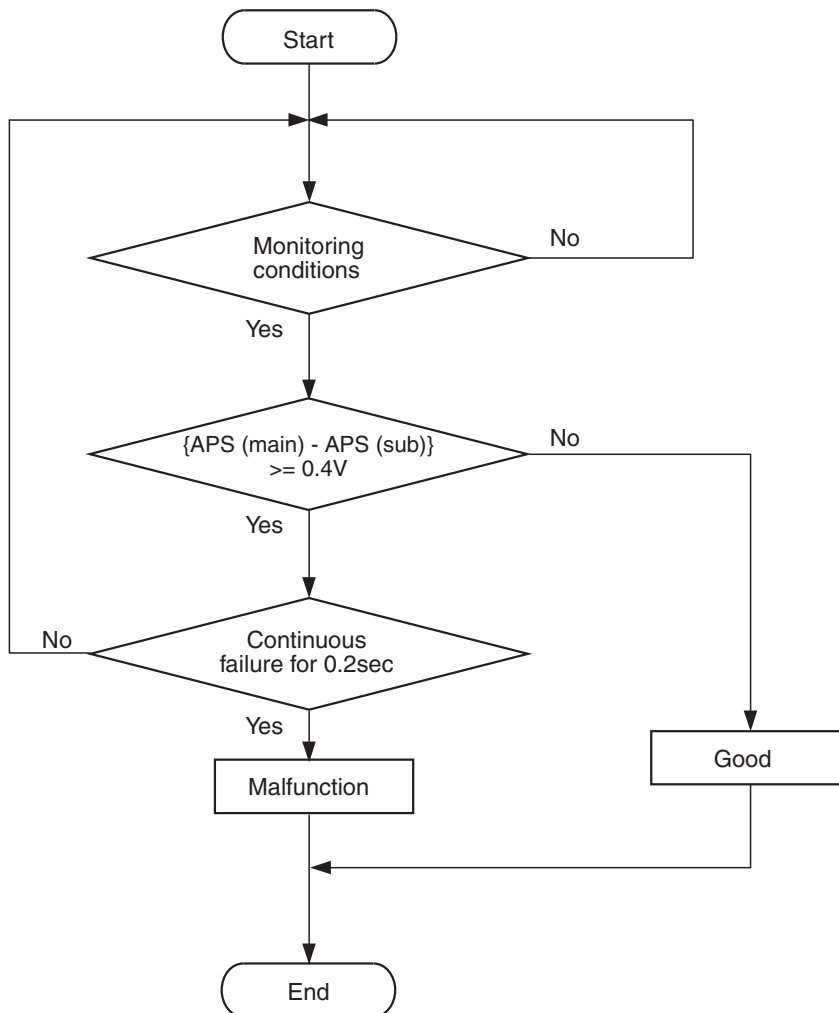 Start
Monitoring
conditions
No
Yes
{APS (main) - APS (sub)}
>= 0.4V
No
Yes
Continuous
failure for 0.2sec
No
Yes
Malfunction
Good
End